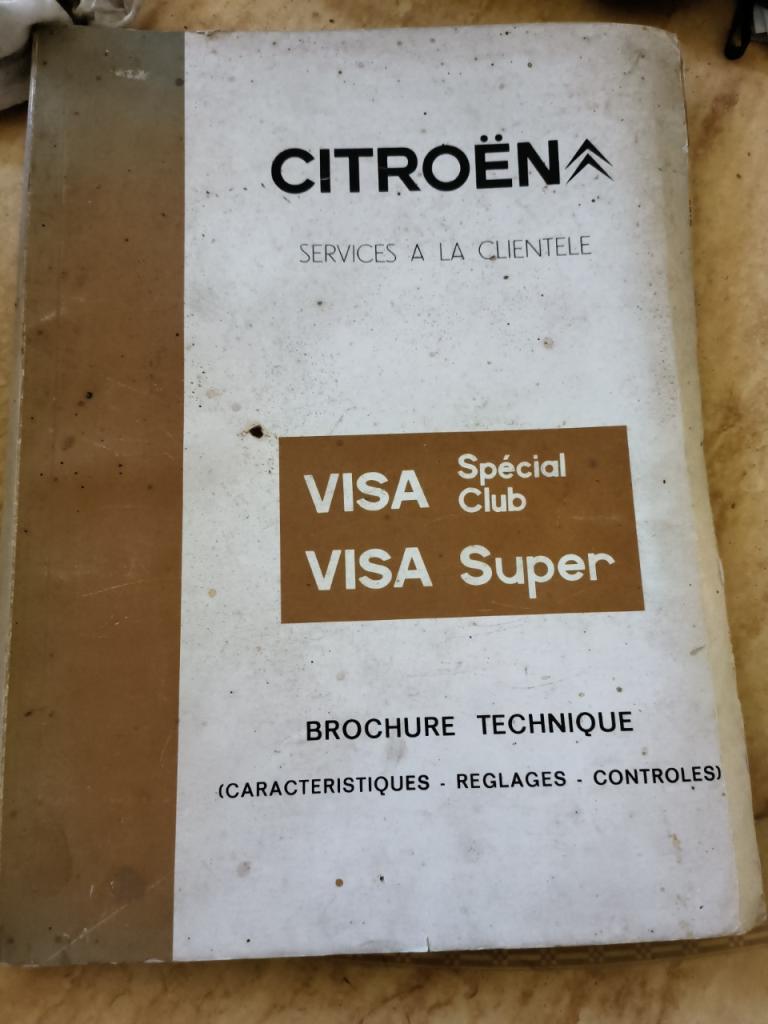 CITROËN
SERVICES A LA CLIENTELE
VISA Spécial Club
VISA Super
BROCHURE TECHNIQUE
(CARACTERISTIQUES - REGLAGES - CONTROLES)